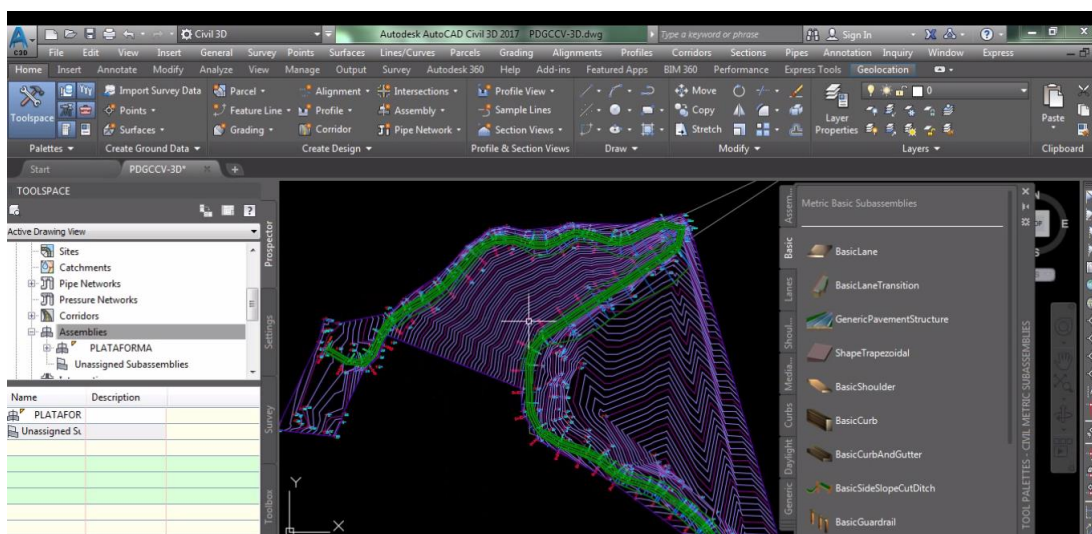 Civil 3D
Autodesk AutoCAD Civil 3D 2017 PDGCCV-3D.dwg
Type a keyword or phrase
Sign In
C3D
File Edit View Insert General Survey Points Surfaces Lines/Curves Parcels Grading Alignments Profiles Corridors Sections Pipes Annotation Inquiry Window Express
Home Insert Annotate Modify Analyze View Manage Output Survey Autodesk 360 Help Add-ins Featured Apps BIM 360 Performance Express Tools Geolocation
Toolspace
Import Survey Data
Points
Surfaces
Parcel
Feature Line
Grading
Alignment
Profile
Corridor
Intersections
Assembly
Pipe Network
Profile View
Sample Lines
Section Views
Move
Copy
Stretch
Layer
Properties
0
Paste
Palettes Create Ground Data Create Design Profile & Section Views Draw Modify Layers Clipboard
Start PDGCCV-3D*
TOOLSPACE
Active Drawing View
Sites
Catchments
Pipe Networks
Pressure Networks
Corridors
Assemblies
PLATAFORMA
Unassigned Subassemblies
Name Description
PLATAFOR
Unassigned Su
Prospector
Settings
Survey
Toolbox
Y
X
Assem...
Basic
Lanes
Shoul...
Media...
Curbs
Daylight
Generic
Metric Basic Subassemblies
BasicLane
BasicLaneTransition
GenericPavementStructure
ShapeTrapezoidal
BasicShoulder
BasicCurb
BasicCurbAndGutter
BasicSideSlopeCutDitch
BasicGuardrail
TOOL PALETTES - CIVIL METRIC SUBASSEMBLIES
E